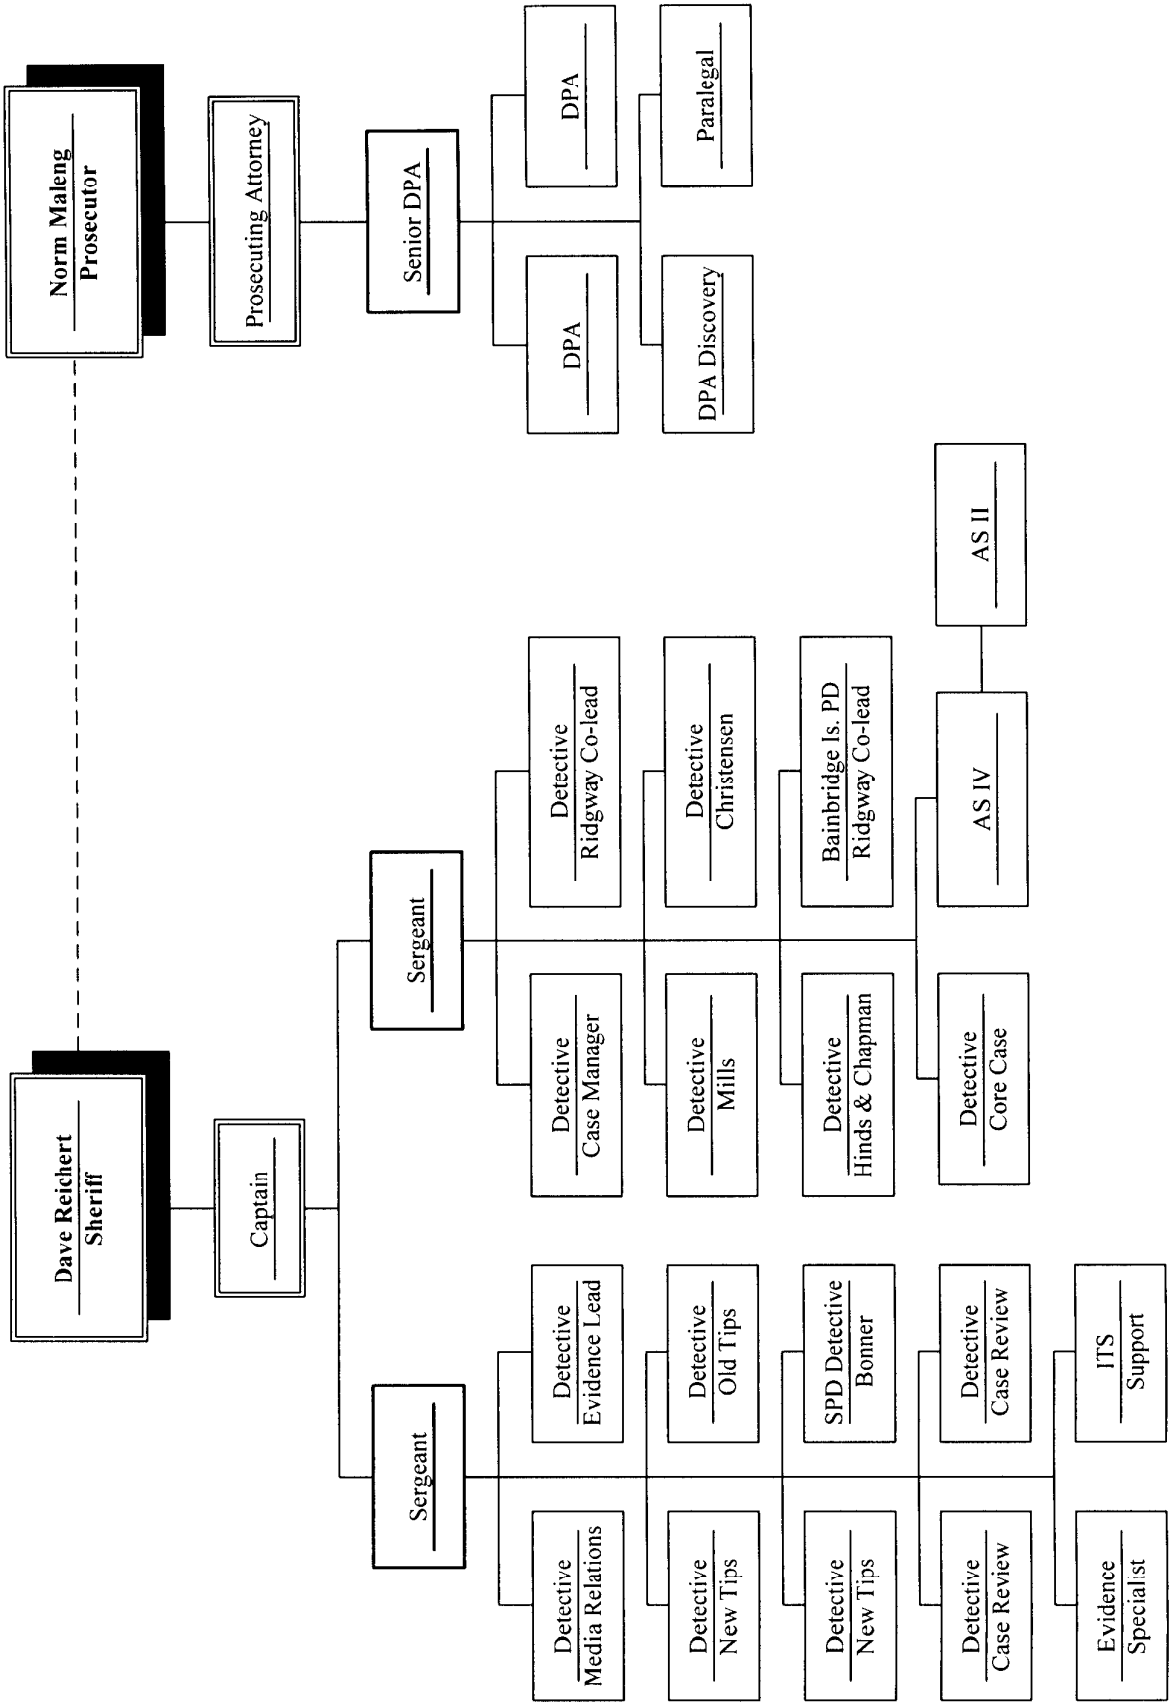 Dave Reichert
Sheriff
Norm Maleng
Prosecutor
Captain
Prosecuting Attorney
Sergeant
Sergeant
Senior DPA
Detective
Media Relations
Detective
Evidence Lead
Detective
Case Manager
Detective
Ridgway Co-lead
DPA
DPA
Detective
New Tips
Detective
Old Tips
Detective
Mills
Detective
Christensen
DPA Discovery
Paralegal
Detective
New Tips
SPD Detective
Bonner
Detective
Hinds & Chapman
Bainbridge Is. PD
Ridgway Co-lead
Detective
Case Review
Detective
Case Review
Detective
Core Case
AS IV
AS II
Evidence
Specialist
ITS
Support